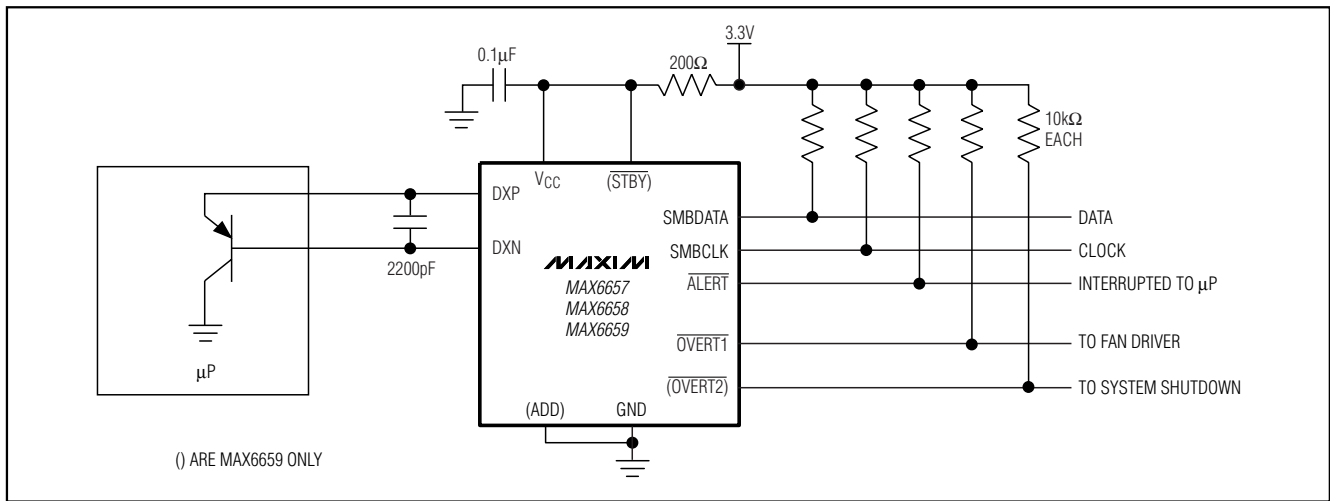 3.3V
0.1μF
200Ω
10kΩ
EACH
VCC
(STBY)
DXP
DXN
2200pF
SMBDATA
DATA
SMBCLK
CLOCK
MAXIM
MAX6657
MAX6658
MAX6659
ALERT
INTERRUPTED TO μP
OVERT1
TO FAN DRIVER
(OVERT2)
TO SYSTEM SHUTDOWN
μP
(ADD)
GND
() ARE MAX6659 ONLY